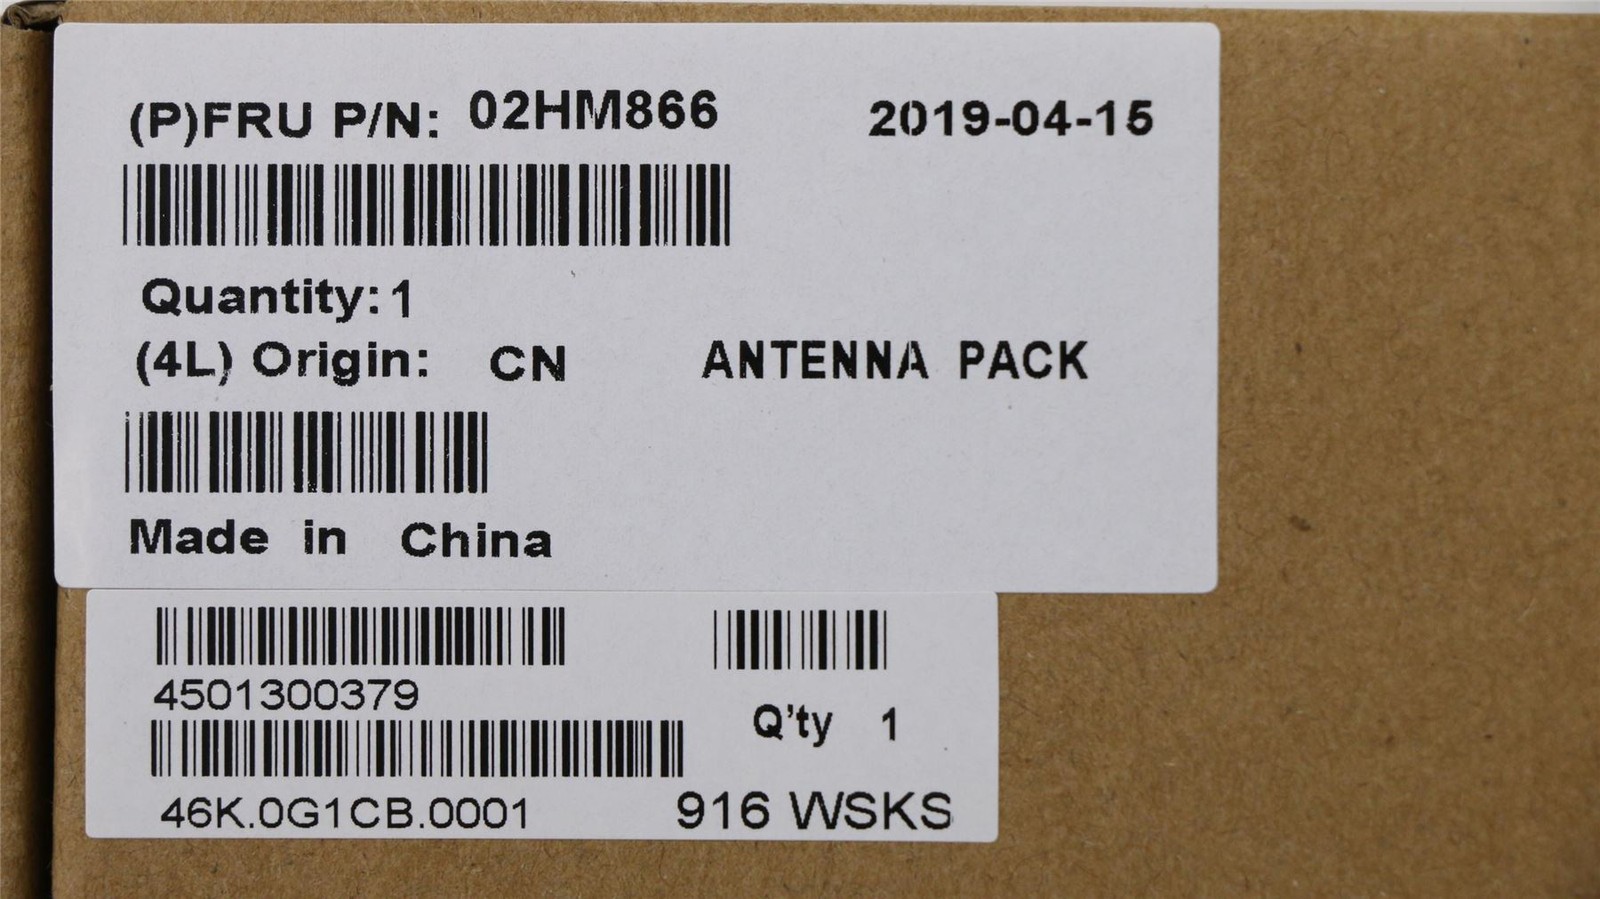 (P)FRU P/N: 02HM866 2019-04-15
Quantity: 1
(4L) Origin: CN ANTENNA PACK
Made in China
4501300379
Q'ty 1
46K.0G1CB.0001 916 WSKS